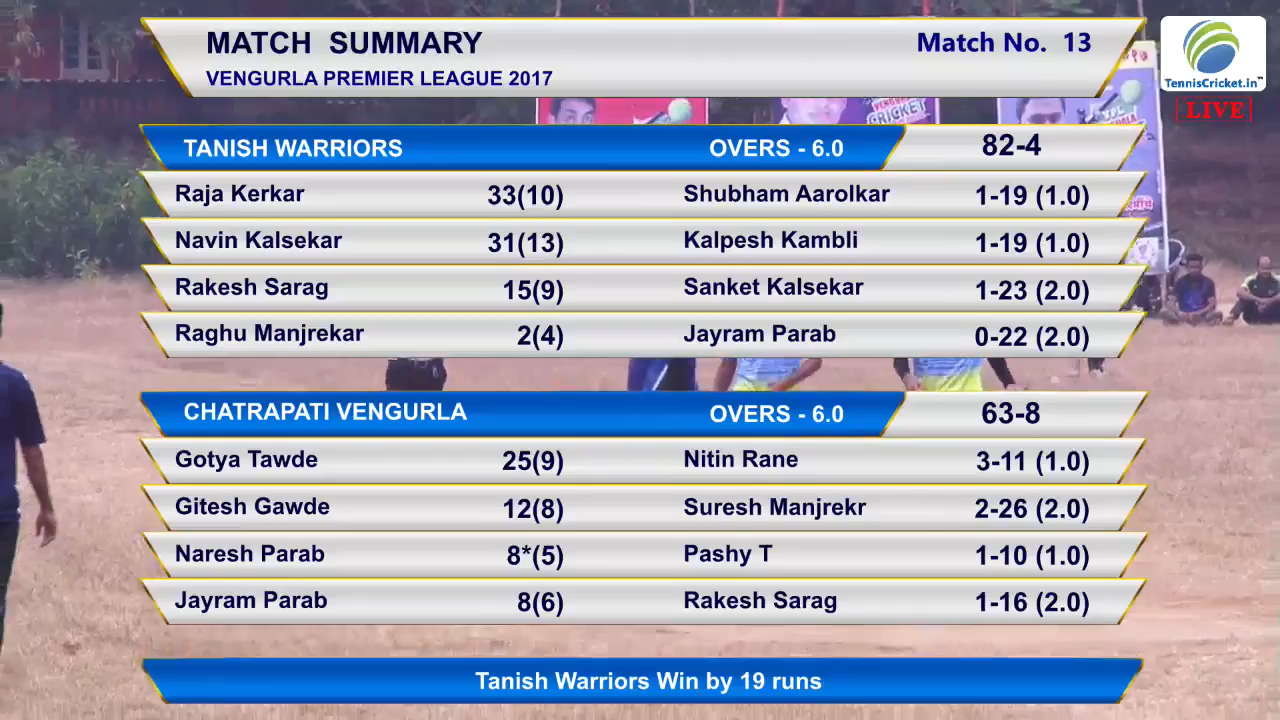 MATCH SUMMARY
Match No. 13
VENGURLA PREMIER LEAGUE 2017
TennisCricket.in™
LIVE
CRICKET
TANISH WARRIORS OVERS - 6.0 82-4
Raja Kerkar 33(10) Shubham Aarolkar 1-19 (1.0)
Navin Kalsekar 31(13) Kalpesh Kambli 1-19 (1.0)
Rakesh Sarag 15(9) Sanket Kalsekar 1-23 (2.0)
Raghu Manjrekar 2(4) Jayram Parab 0-22 (2.0)
CHATRAPATI VENGURLA OVERS - 6.0 63-8
Gotya Tawde 25(9) Nitin Rane 3-11 (1.0)
Gitesh Gawde 12(8) Suresh Manjrekr 2-26 (2.0)
Naresh Parab 8*(5) Pashy T 1-10 (1.0)
Jayram Parab 8(6) Rakesh Sarag 1-16 (2.0)
Tanish Warriors Win by 19 runs